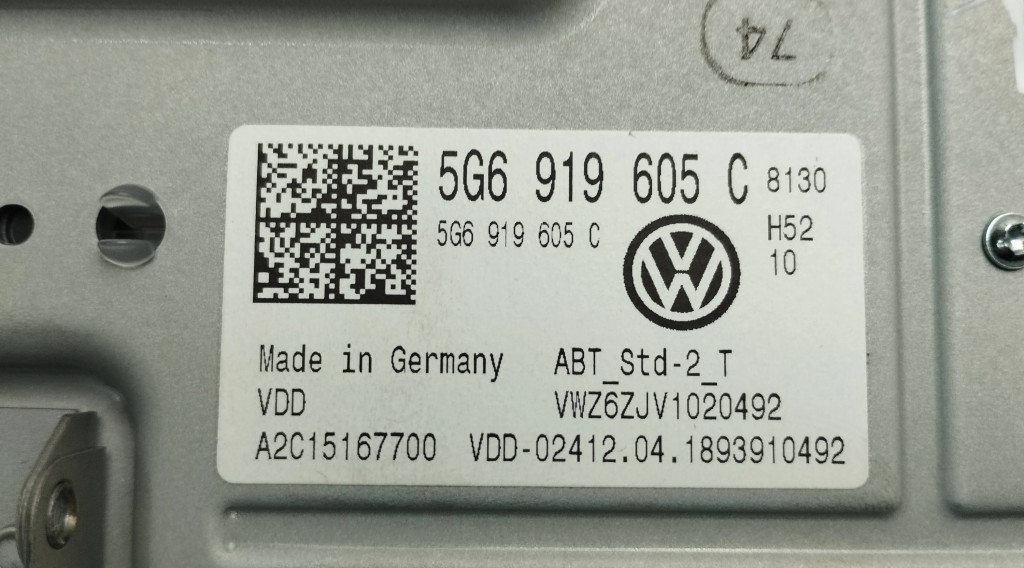 74
5G6 919 605 C 8130
5G6 919 605 C H52
10
Made in Germany ABT_Std-2_T
VDD VWZ6ZJV1020492
A2C15167700 VDD-02412.04.1893910492